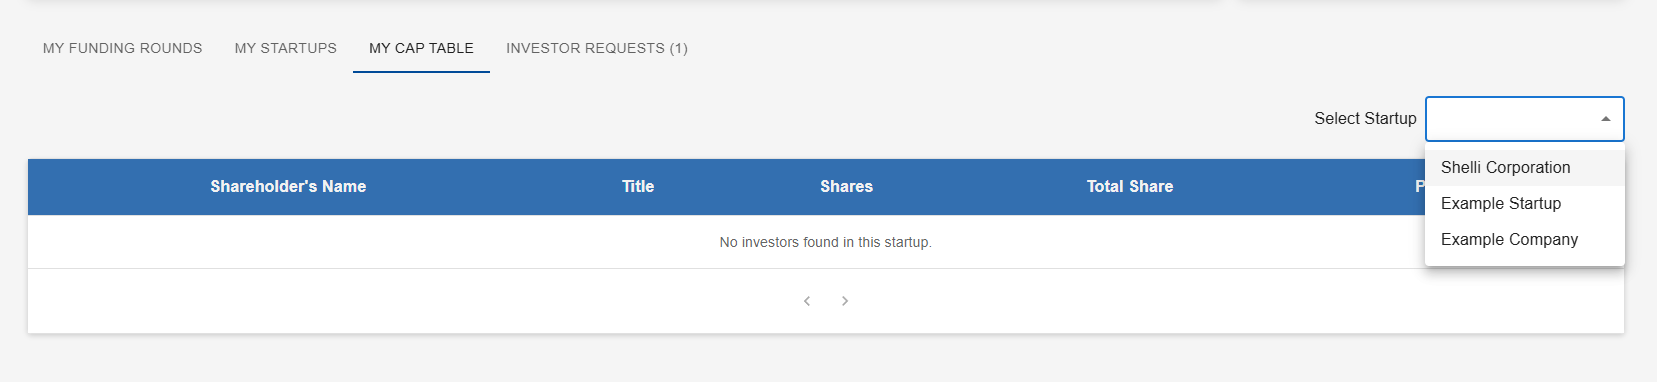 MY FUNDING ROUNDS MY STARTUPS MY CAP TABLE INVESTOR REQUESTS (1)
Select Startup
Shelli Corporation
Example Startup
Example Company
Shareholder's Name Title Shares Total Share
No investors found in this startup.